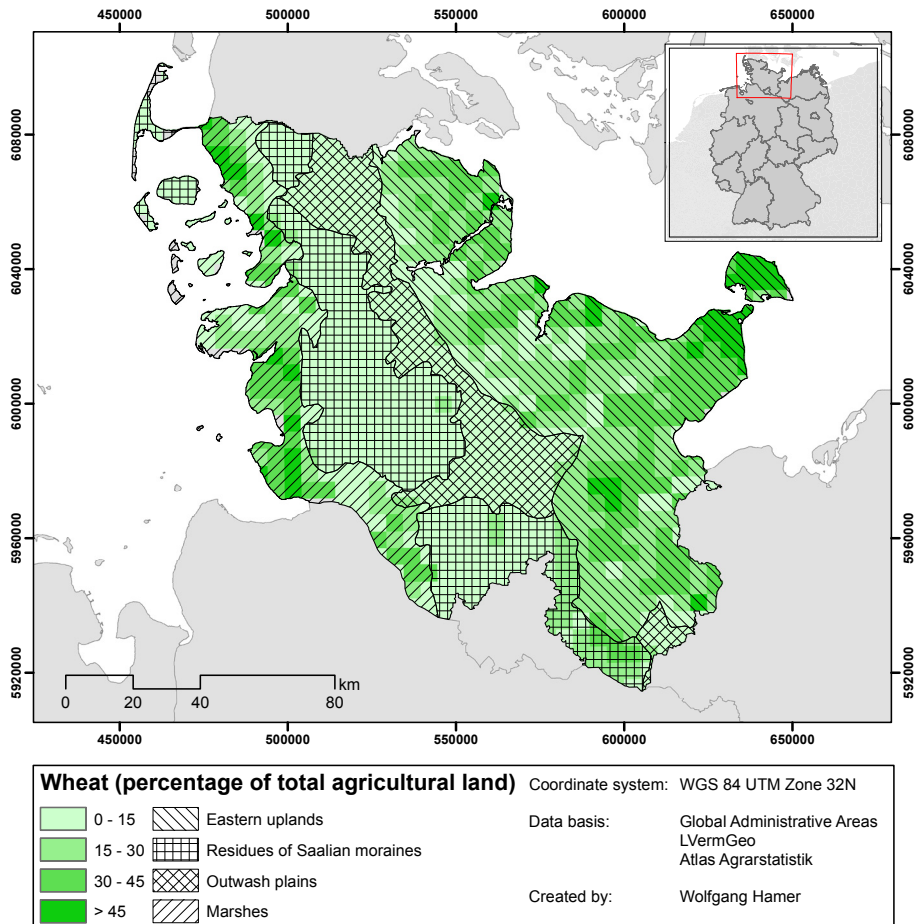 450000 500000 550000 600000 650000
6080000 6080000
6040000 6040000
6000000 6000000
5960000 5960000
5920000 5920000
km
0 20 40 80
450000 500000 550000 600000 650000
Wheat (percentage of total agricultural land)
0 - 15 Eastern uplands
15 - 30 Residues of Saalian moraines
30 - 45 Outwash plains
> 45 Marshes
Coordinate system: WGS 84 UTM Zone 32N
Data basis: Global Administrative Areas
LVermGeo
Atlas Agrarstatistik
Created by: Wolfgang Hamer